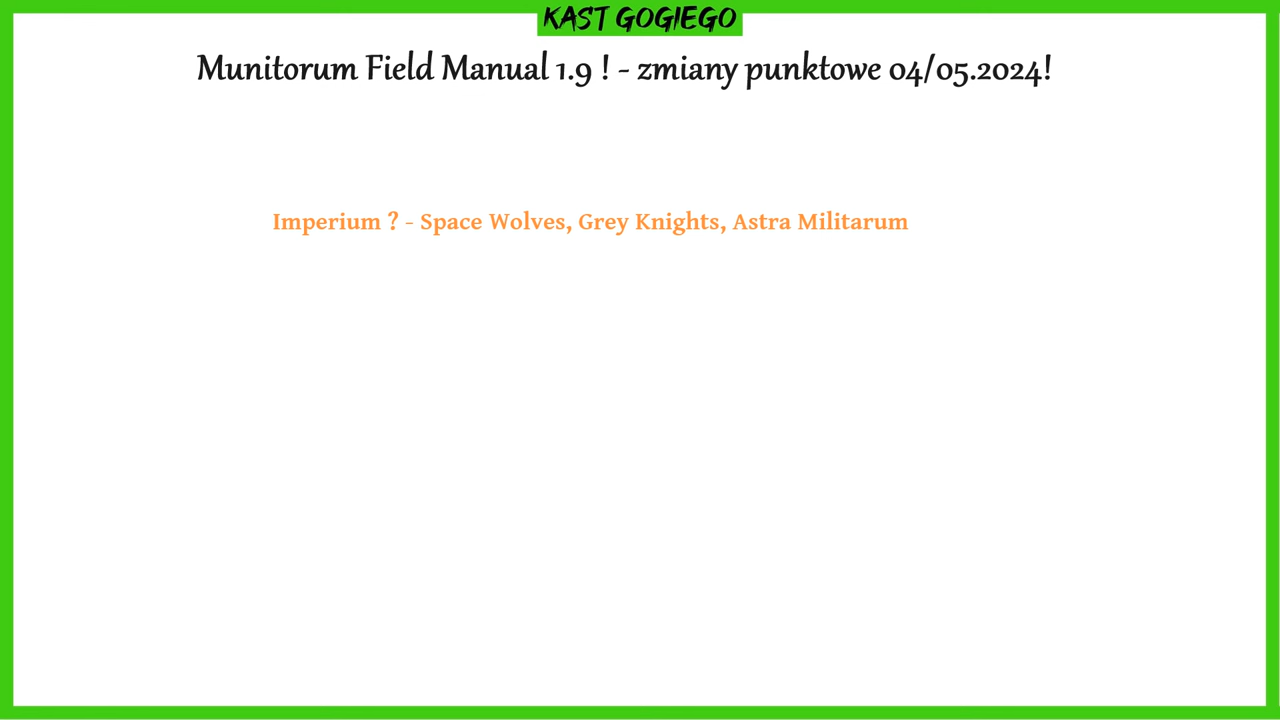 KAST GOGIEGO
Munitorum Field Manual 1.9 ! - zmiany punktowe 04/05.2024!
Imperium ? - Space Wolves, Grey Knights, Astra Militarum